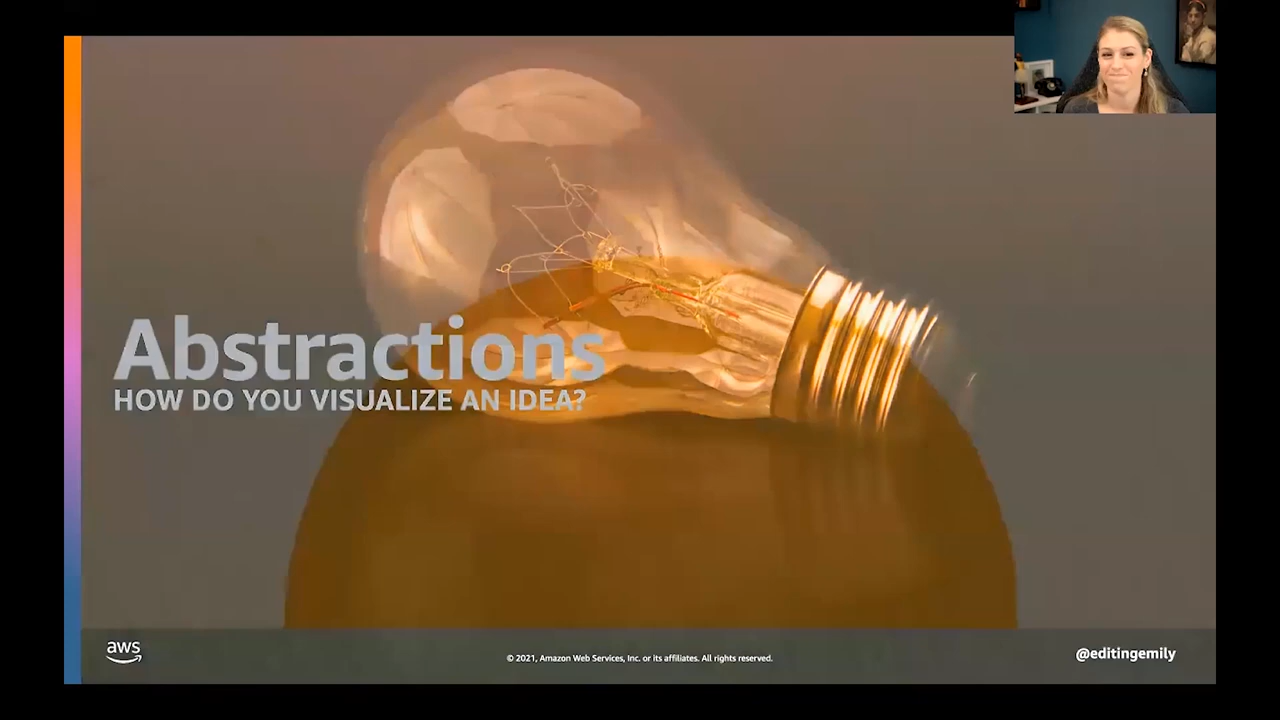 Abstractions
HOW DO YOU VISUALIZE AN IDEA?
aws
© 2021, Amazon Web Services, Inc. or its affiliates. All rights reserved.
@editingemily